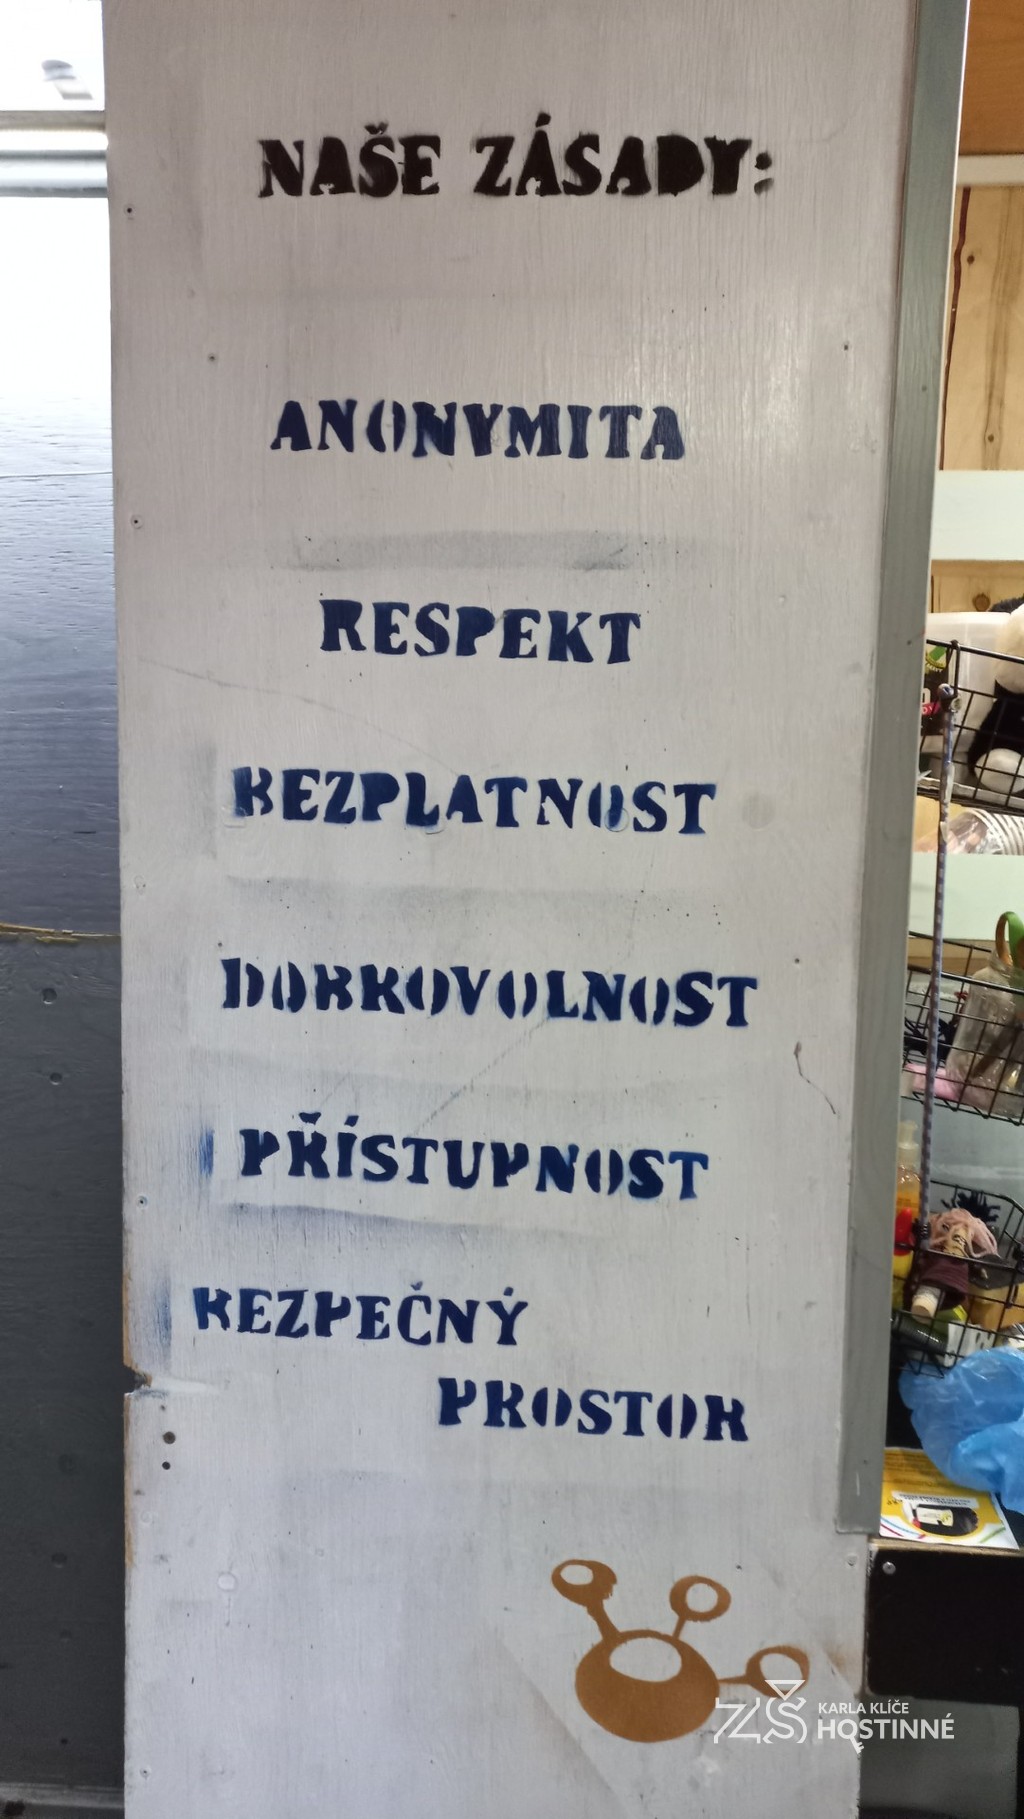 NAŠE ZÁSADY:
ANONYMITA
RESPEKT
BEZPLATNOST
DOBROVOLNOST
PŘÍSTUPNOST
BEZPEČNÝ
PROSTOR
ZŠ KARLA KLÍČE
HOSTINNÉ